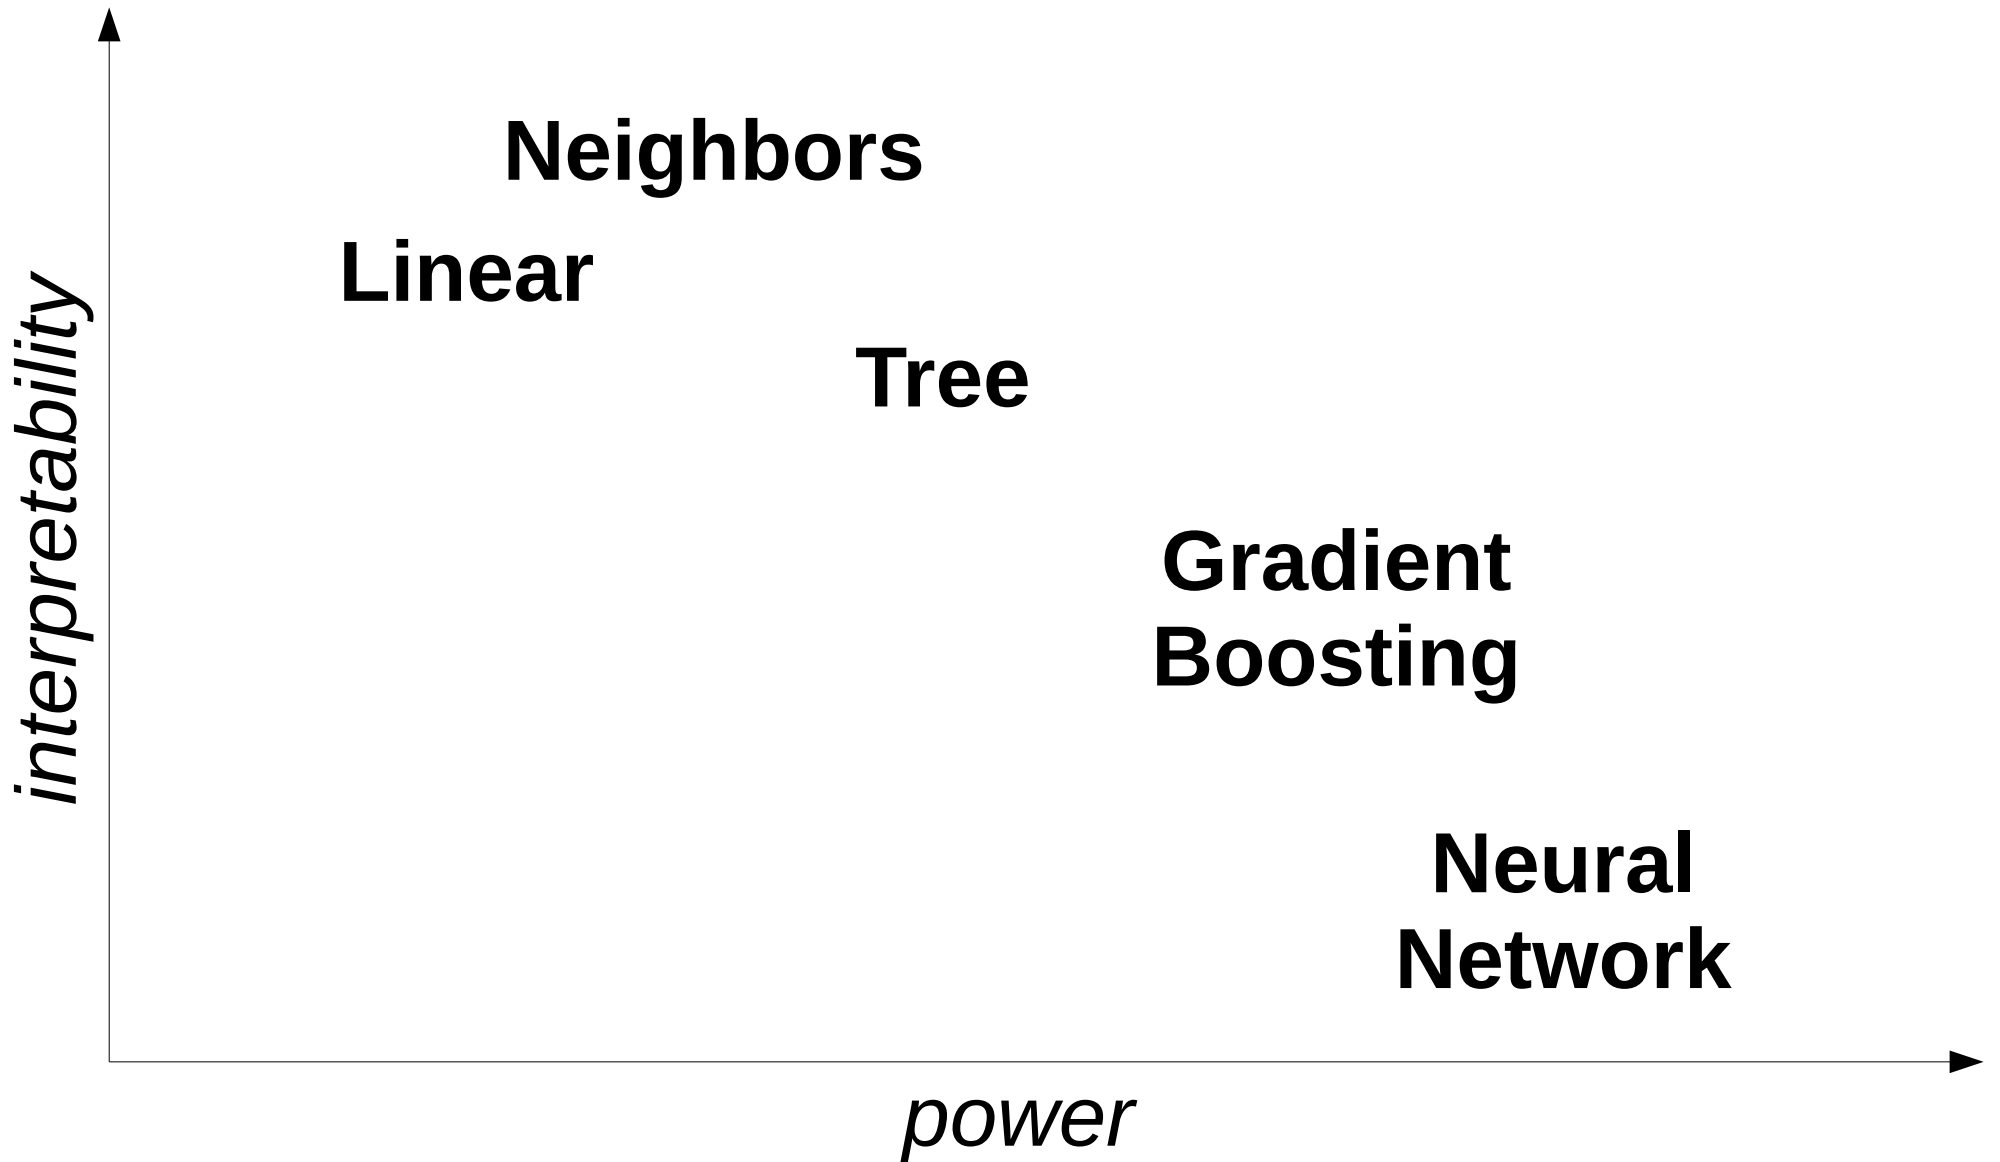 Neighbors
Linear
Tree
Gradient
Boosting
Neural
Network
interpretability
power